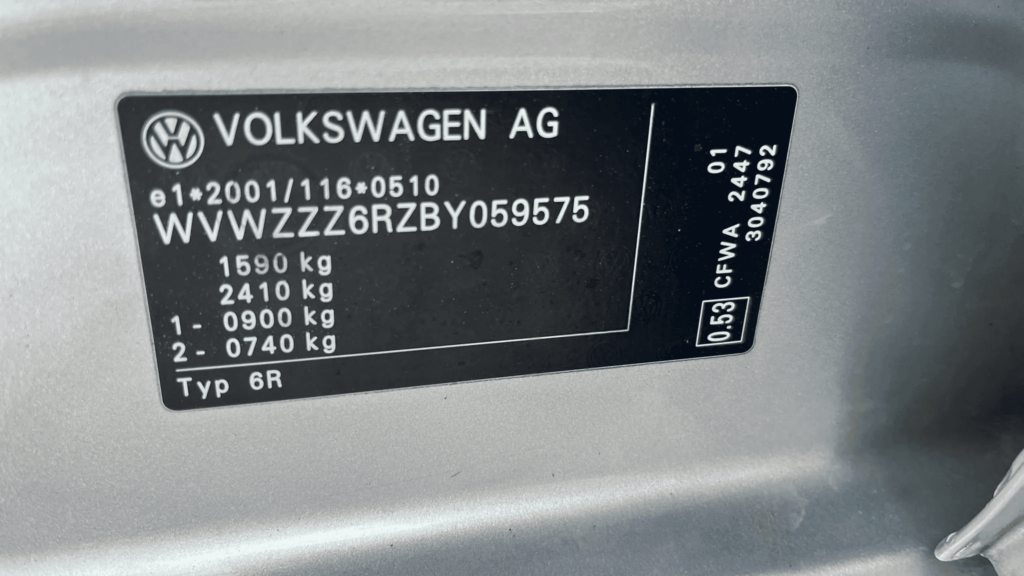 VOLKSWAGEN AG
e1*2001/116*0510
WVWZZZ6RZBY059575
1590 kg
2410 kg
1- 0900 kg
2- 0740 kg
Typ 6R
0.53 CFWA 2447 01
3040792